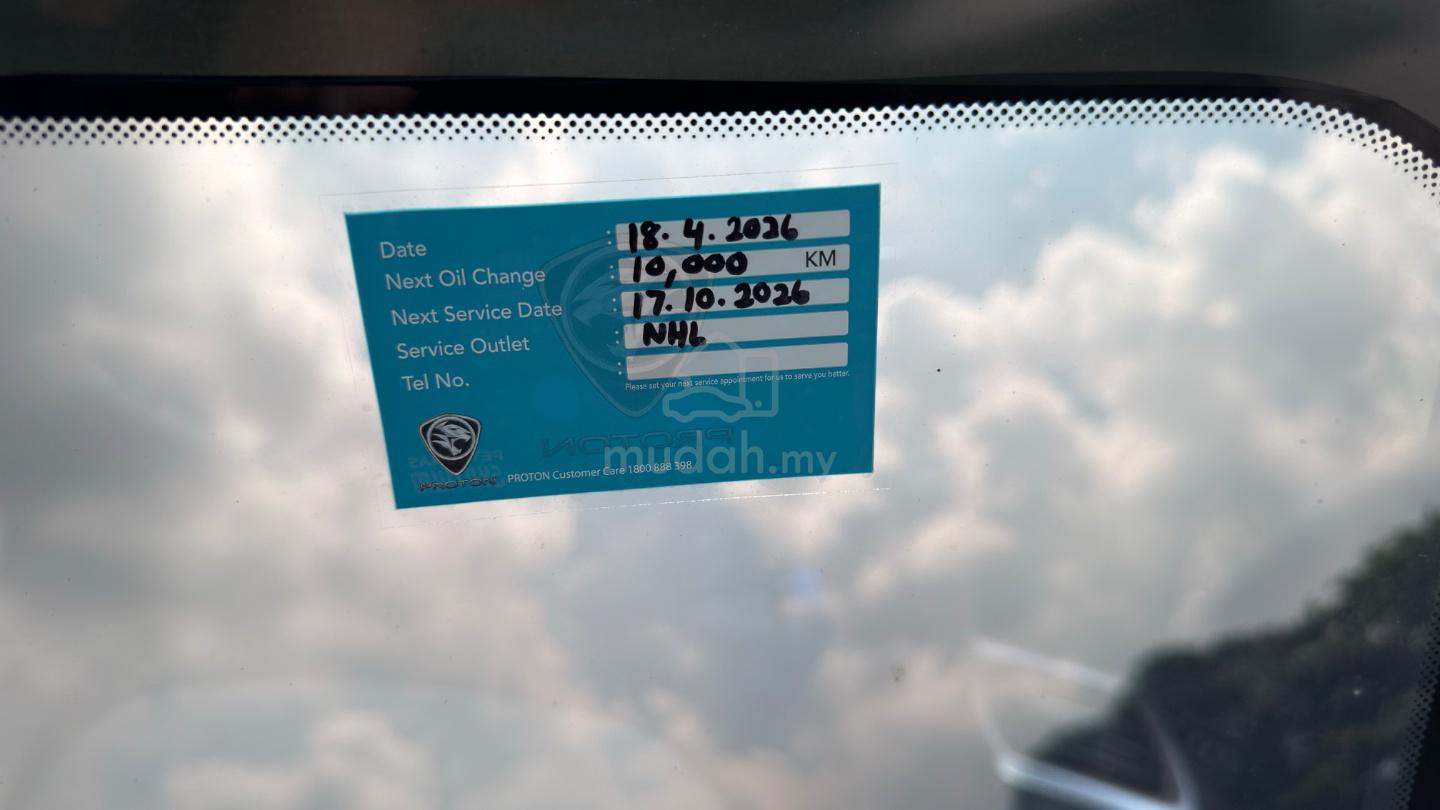 Date : 18.4.2026
Next Oil Change : 10,000 KM
Next Service Date : 17.10.2026
Service Outlet : NHL
Tel No. :
Please set your next service appointment for us to serve you better.
PROTON
PROTON
mudah.my
PROTON Customer Care 1800 888 398